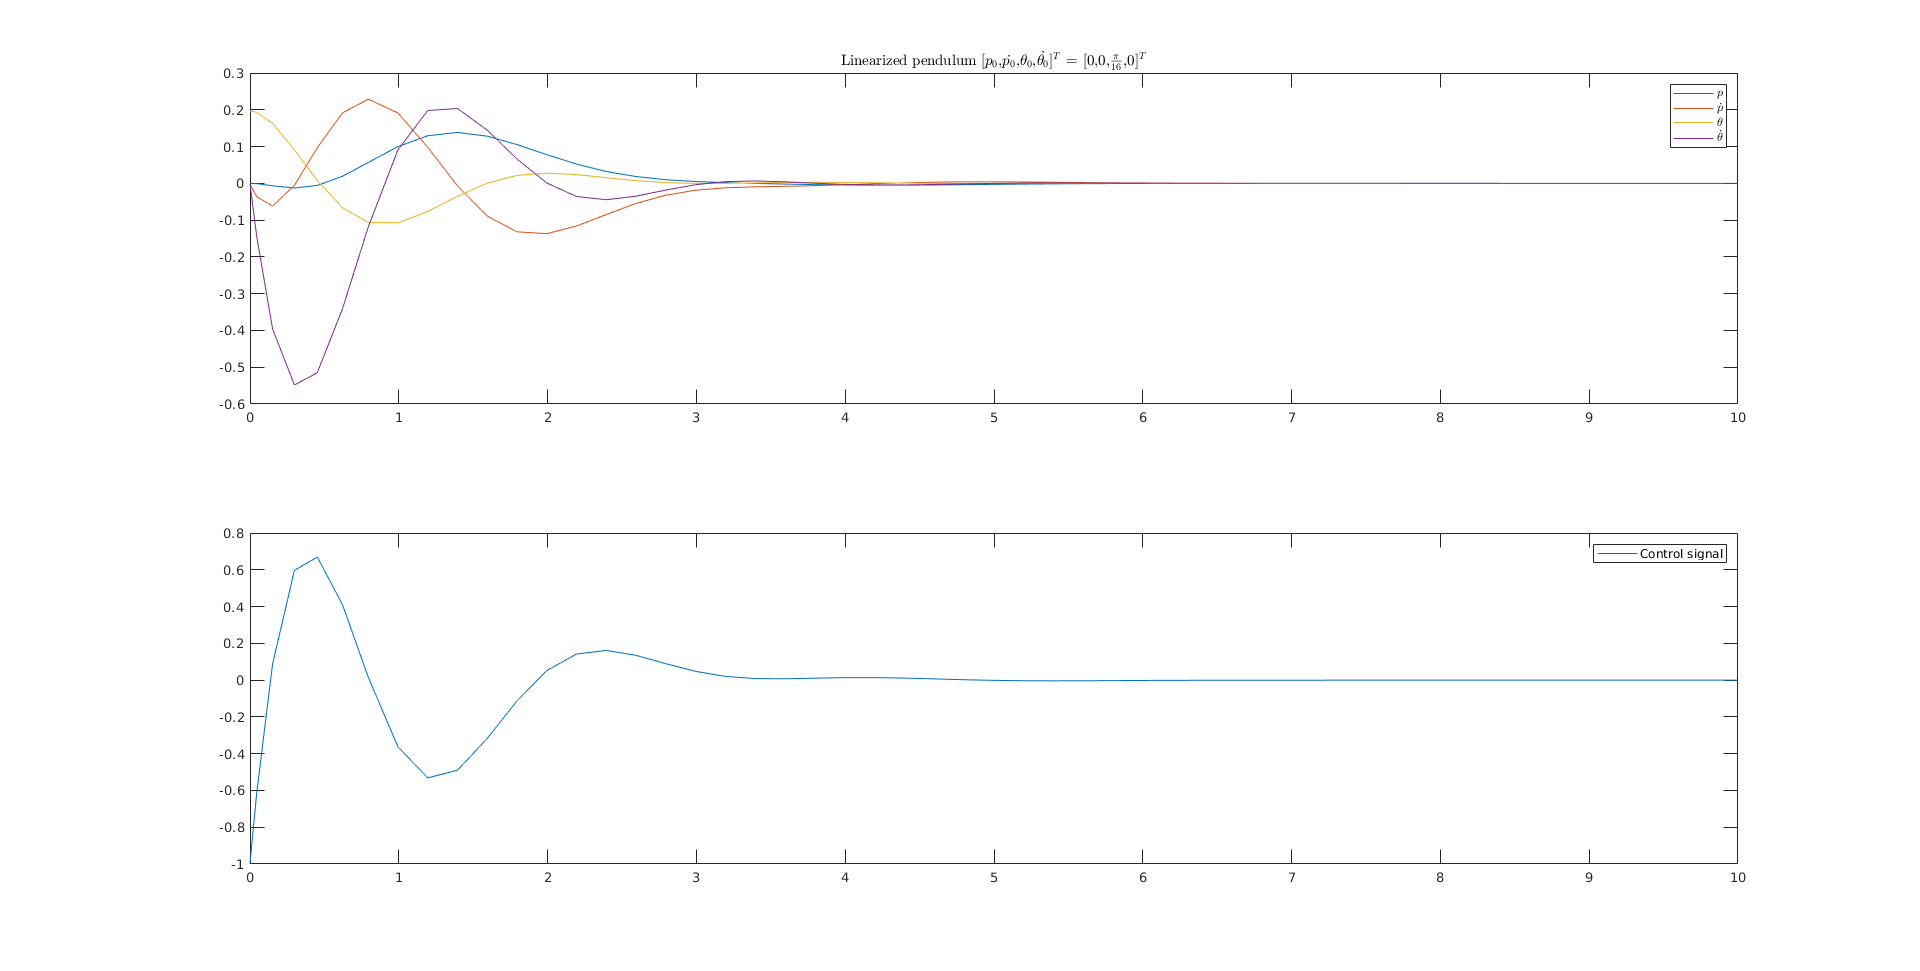 Linearized pendulum [p₀,ṗ₀,θ₀,θ̇₀]ᵀ = [0,0,π/16,0]ᵀ
0.3
0.2
0.1
0
-0.1
-0.2
-0.3
-0.4
-0.5
-0.6
p
ṗ
θ
θ̇
0 1 2 3 4 5 6 7 8 9 10
0.8
0.6
0.4
0.2
0
-0.2
-0.4
-0.6
-0.8
-1
Control signal
0 1 2 3 4 5 6 7 8 9 10